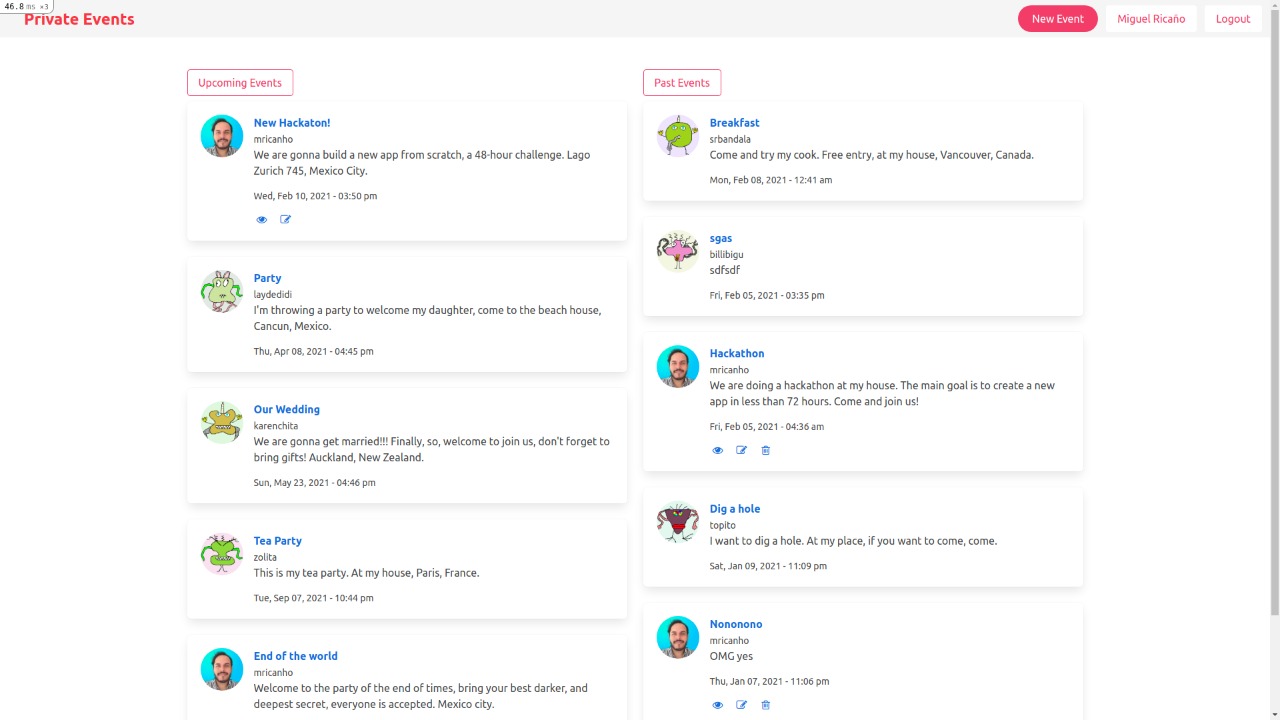 46.8 ms ×3
Private Events
New Event
Miguel Ricaño
Logout
Upcoming Events
New Hackaton!
mricanho
We are gonna build a new app from scratch, a 48-hour challenge. Lago
Zurich 745, Mexico City.
Wed, Feb 10, 2021 - 03:50 pm
Party
laydedidi
I'm throwing a party to welcome my daughter, come to the beach house,
Cancun, Mexico.
Thu, Apr 08, 2021 - 04:45 pm
Our Wedding
karenchita
We are gonna get married!!! Finally, so, welcome to join us, don't forget to
bring gifts! Auckland, New Zealand.
Sun, May 23, 2021 - 04:46 pm
Tea Party
zolita
This is my tea party. At my house, Paris, France.
Tue, Sep 07, 2021 - 10:44 pm
End of the world
mricanho
Welcome to the party of the end of times, bring your best darker, and
deepest secret, everyone is accepted. Mexico city.
Past Events
Breakfast
srbandala
Come and try my cook. Free entry, at my house, Vancouver, Canada.
Mon, Feb 08, 2021 - 12:41 am
sgas
billibigu
sdfsdf
Fri, Feb 05, 2021 - 03:35 pm
Hackathon
mricanho
We are doing a hackathon at my house. The main goal is to create a new
app in less than 72 hours. Come and join us!
Fri, Feb 05, 2021 - 04:36 am
Dig a hole
topito
I want to dig a hole. At my place, if you want to come, come.
Sat, Jan 09, 2021 - 11:09 pm
Nononono
mricanho
OMG yes
Thu, Jan 07, 2021 - 11:06 pm